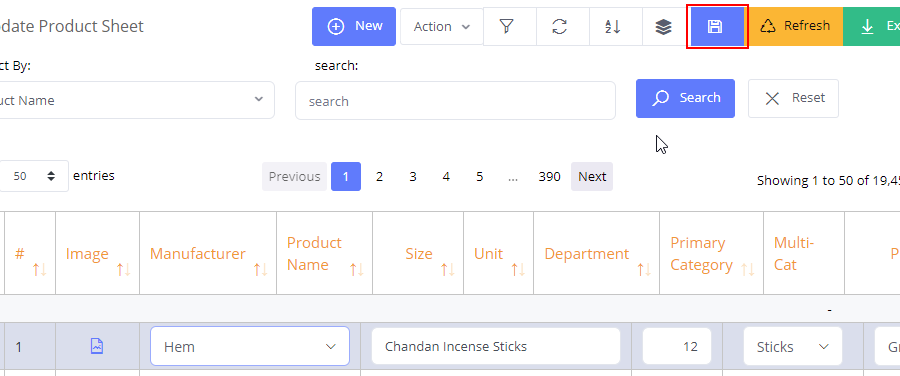 date Product Sheet
New
Action
Refresh
Ex
ct By:
search:
uct Name
search
Search
Reset
50 entries
Previous 1 2 3 4 5 ... 390 Next
Showing 1 to 50 of 19,45
# Image Manufacturer Product Name Size Unit Department Primary Category Multi-Cat P
-
1 Hem Chandan Incense Sticks 12 Sticks G